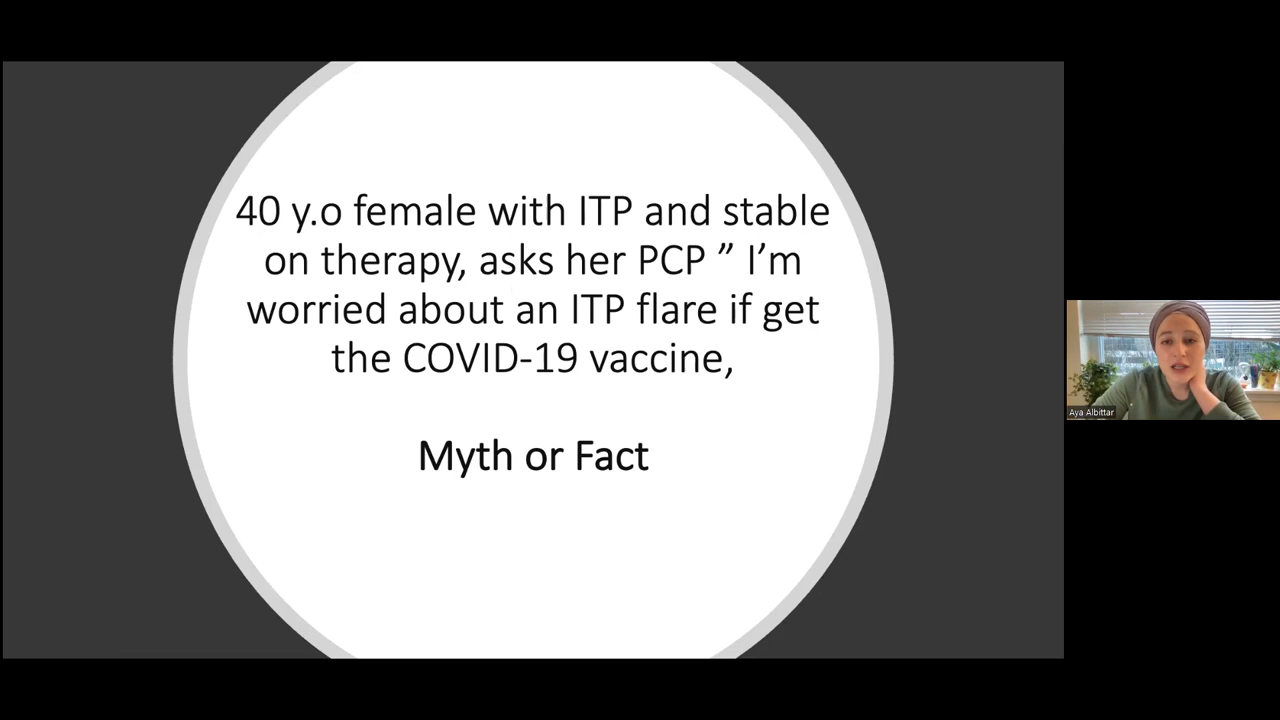 40 y.o female with ITP and stable
on therapy, asks her PCP ” I’m
worried about an ITP flare if get
the COVID-19 vaccine,
Myth or Fact
Aya Albittar